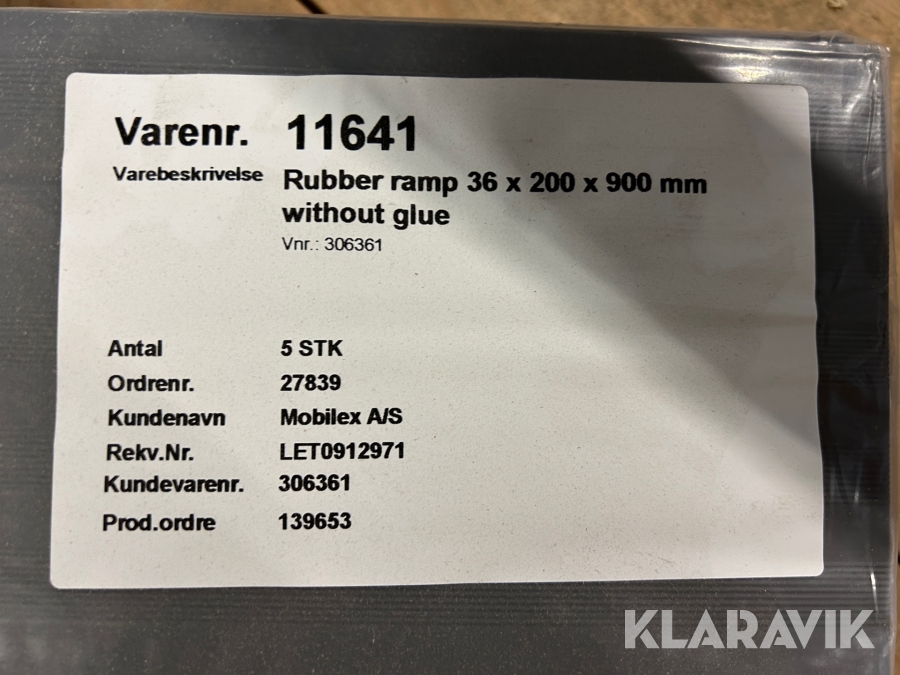 Varenr. 11641
Varebeskrivelse Rubber ramp 36 x 200 x 900 mm
without glue
Vnr.: 306361
Antal 5 STK
Ordrenr. 27839
Kundenavn Mobilex A/S
Rekv.Nr. LET0912971
Kundevarenr. 306361
Prod.ordre 139653
KLARAVIK